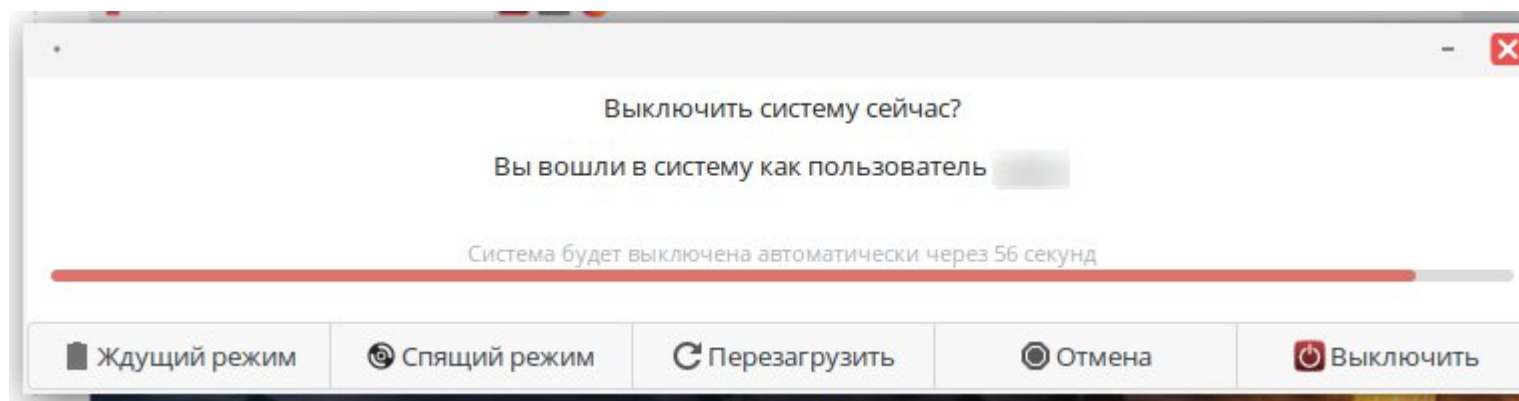 Выключить систему сейчас?
Вы вошли в систему как пользователь
Система будет выключена автоматически через 56 секунд
Ждущий режим
Спящий режим
Перезагрузить
Отмена
Выключить